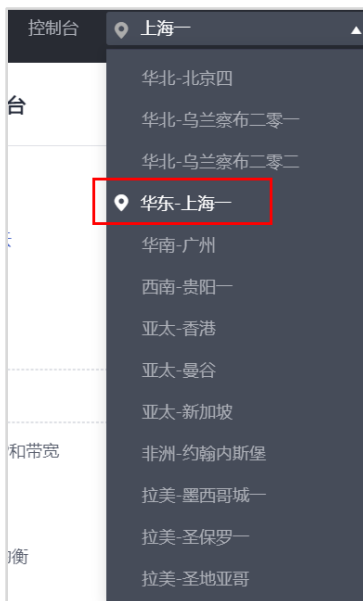 控制台
上海一
台
华北-北京四
华北-乌兰察布二零一
华北-乌兰察布二零二
华东-上海一
华南-广州
西南-贵阳一
亚太-香港
亚太-曼谷
亚太-新加坡
和带宽
非洲-约翰内斯堡
拉美-墨西哥城一
拉美-圣保罗一
衡
拉美-圣地亚哥